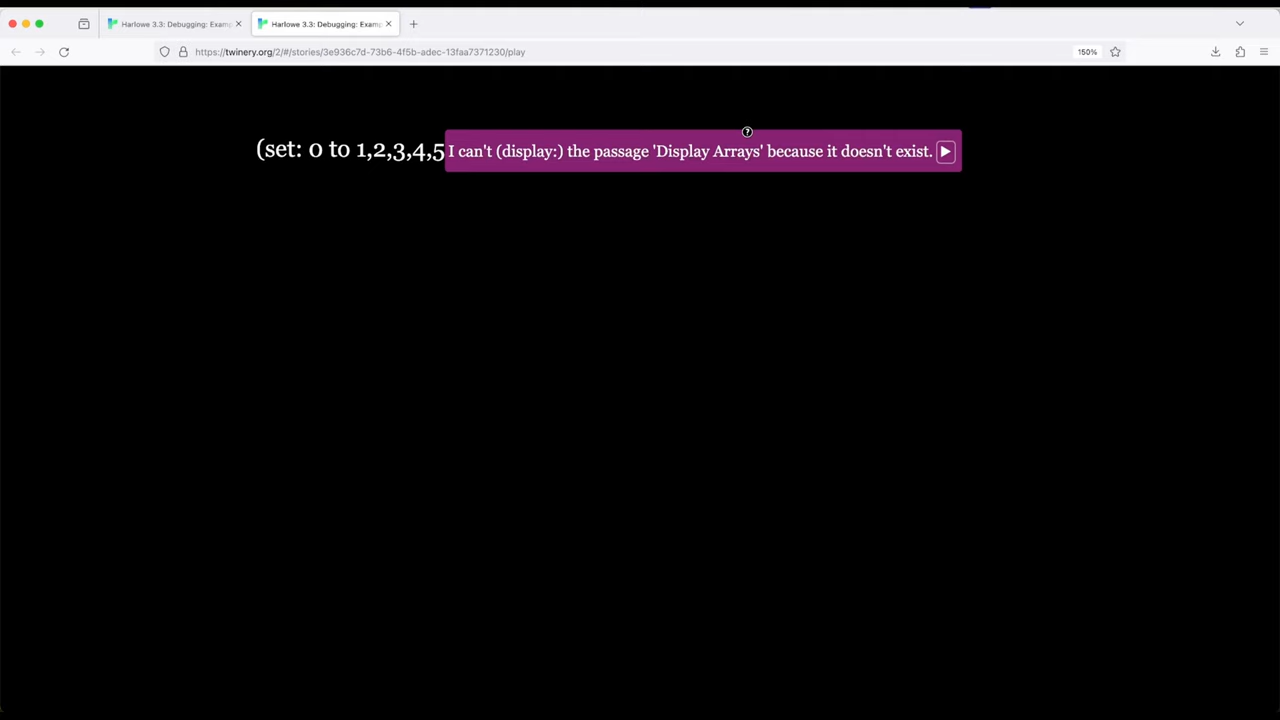 Harlowe 3.3: Debugging: Examp
Harlowe 3.3: Debugging: Examp
https://twinery.org/2/#/stories/3e936c7d-73b6-4f5b-adec-13faa7371230/play
150%
(set: 0 to 1,2,3,4,5 I can't (display:) the passage 'Display Arrays' because it doesn't exist.